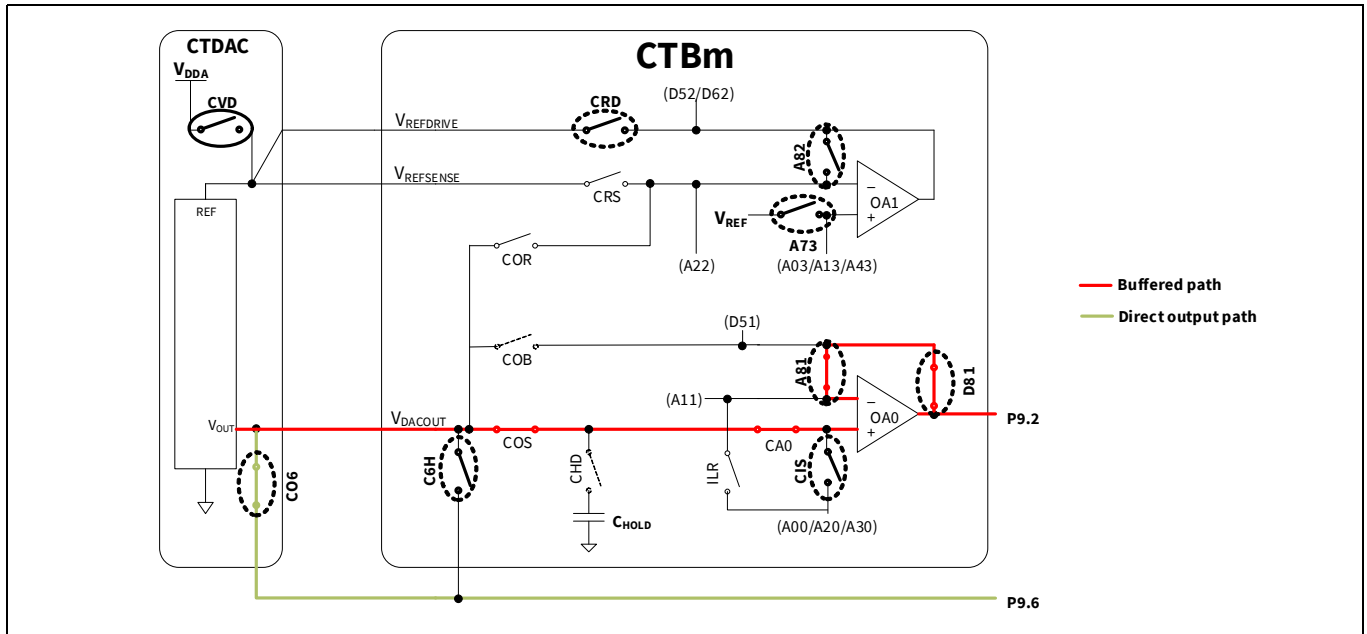 CTDAC
CTBm
VDDA
CVD
CRD
(D52/D62)
VREFDRIVE
A82
VREFSENSE
CRS
REF
VREF
OA1
−
+
A73
COR
(A22)
(A03/A13/A43)
Buffered path
Direct output path
(D51)
COB
A81
D81
(A11)
−
OA0
+
VOUT
VDACOUT
COS
CA0
P9.2
CO6
C6H
CHD
ILR
CIS
CHOLD
(A00/A20/A30)
P9.6